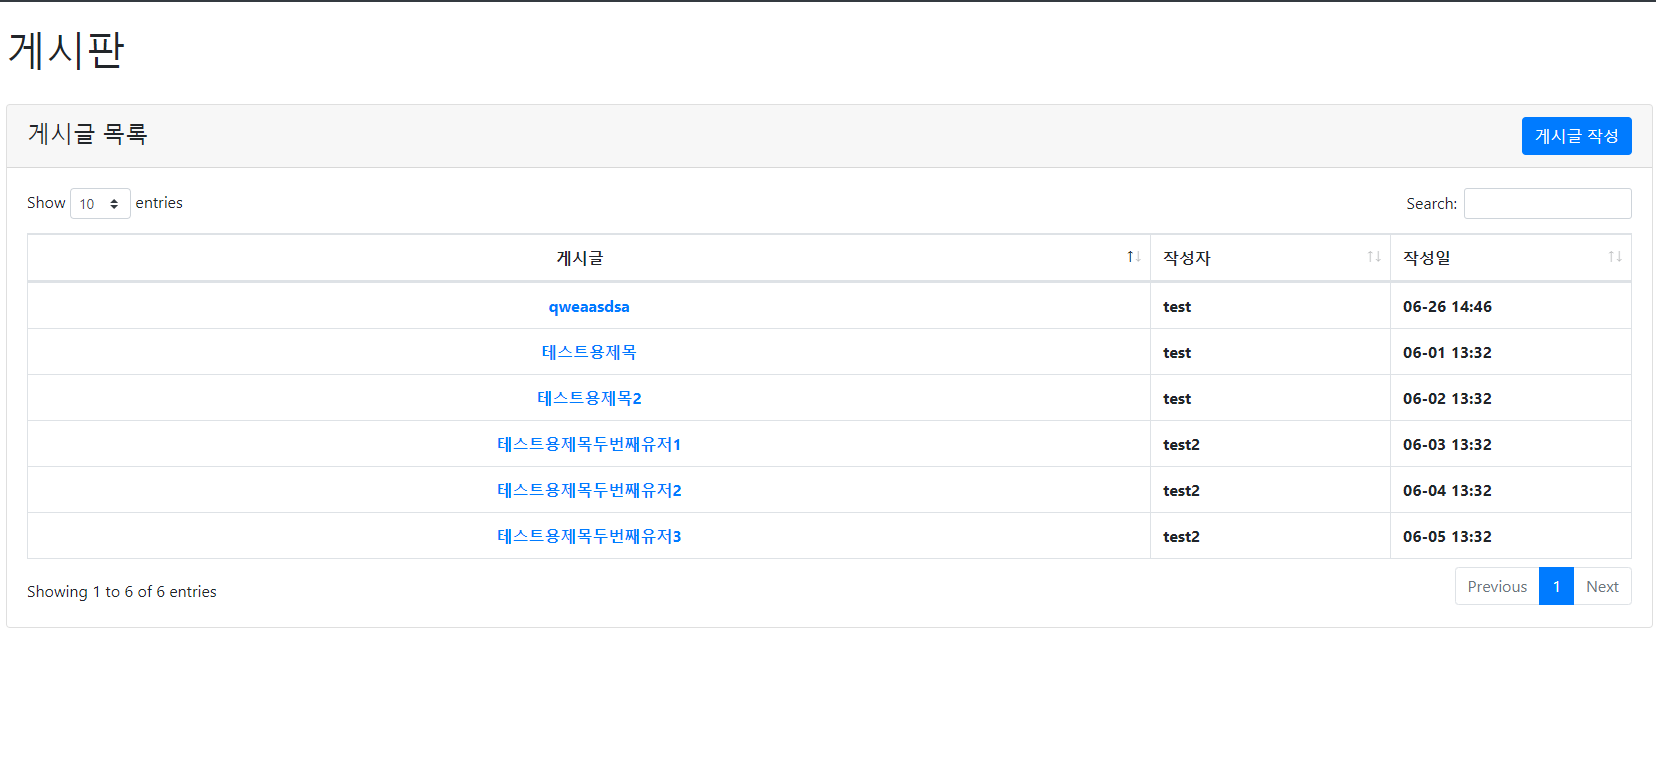 게시판
게시글 목록 게시글 작성
Show 10 entries Search:
게시글 작성자 작성일
qweaasdsa test 06-26 14:46
테스트용제목 test 06-01 13:32
테스트용제목2 test 06-02 13:32
테스트용제목두번째유저1 test2 06-03 13:32
테스트용제목두번째유저2 test2 06-04 13:32
테스트용제목두번째유저3 test2 06-05 13:32
Showing 1 to 6 of 6 entries Previous 1 Next